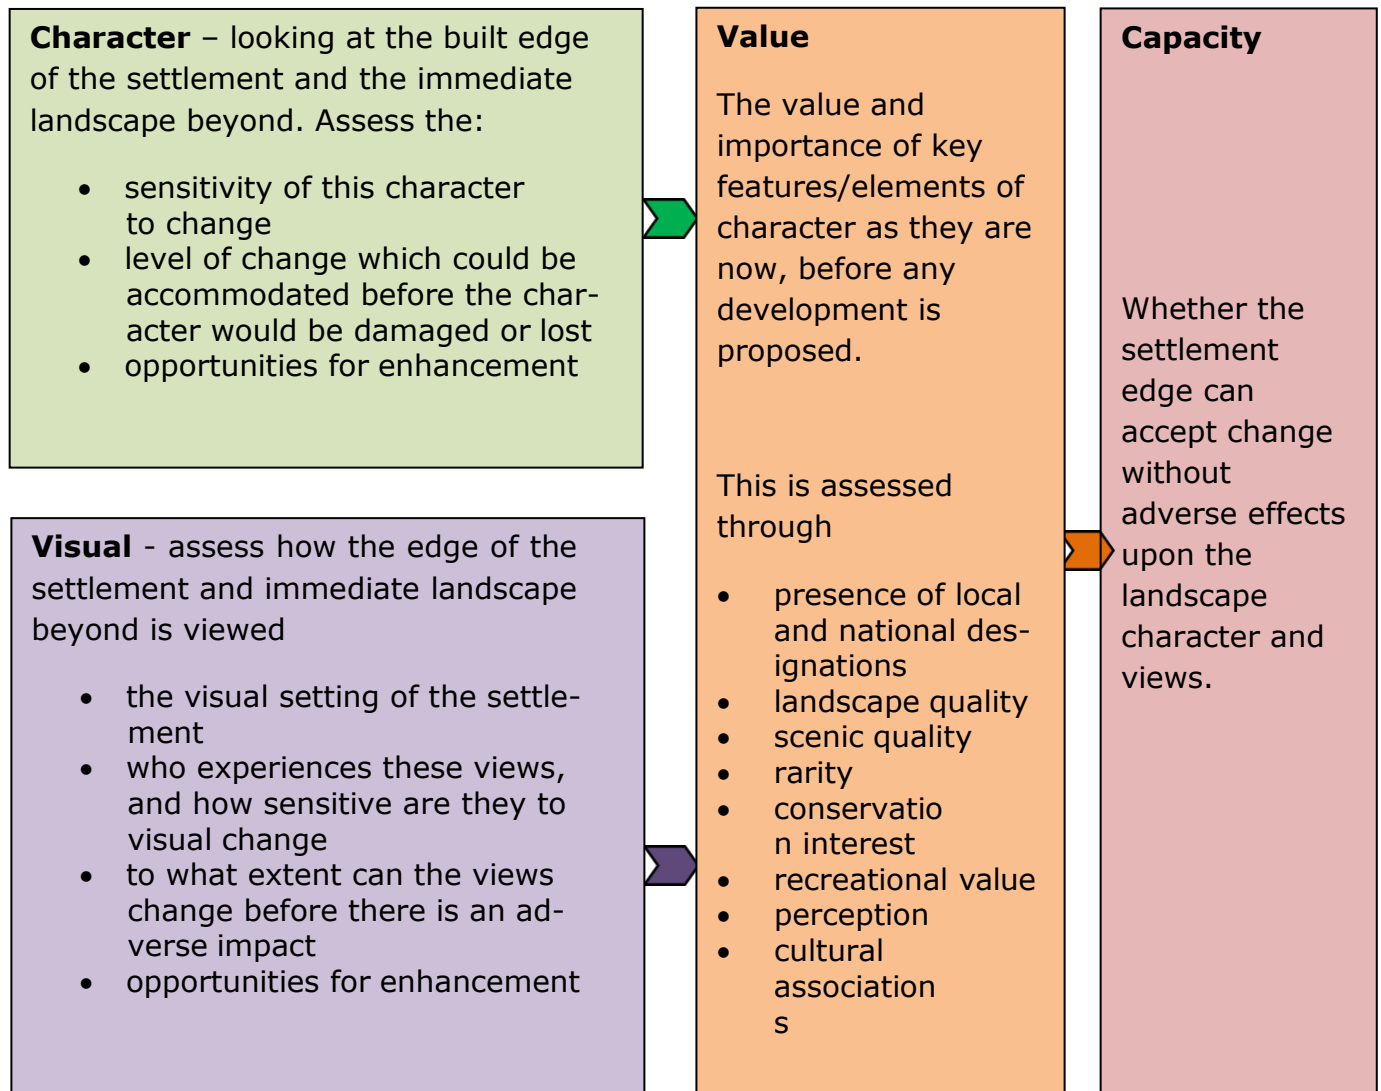 Character – looking at the built edge
of the settlement and the immediate
landscape beyond. Assess the:
• sensitivity of this character
to change
• level of change which could be
accommodated before the char-
acter would be damaged or lost
• opportunities for enhancement
Visual - assess how the edge of the
settlement and immediate landscape
beyond is viewed
• the visual setting of the settle-
ment
• who experiences these views,
and how sensitive are they to
visual change
• to what extent can the views
change before there is an ad-
verse impact
• opportunities for enhancement
Value
The value and
importance of key
features/elements of
character as they are
now, before any
development is
proposed.
This is assessed
through
• presence of local
and national des-
ignations
• landscape quality
• scenic quality
• rarity
• conservatio
n interest
• recreational value
• perception
• cultural
association
s
Capacity
Whether the
settlement
edge can
accept change
without
adverse effects
upon the
landscape
character and
views.